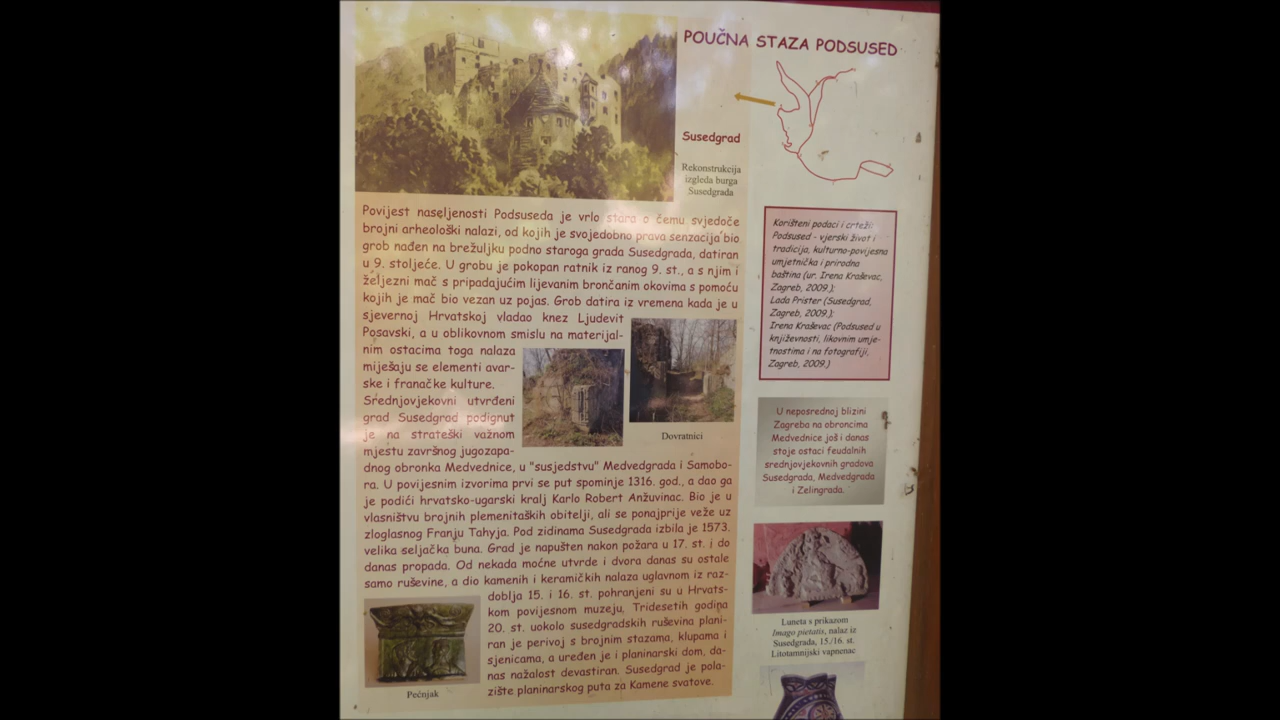 POUČNA STAZA PODSUSED
Susedgrad
Rekonstrukcija
izgleda burga
Susedgrada
Povijest naseljenosti Podsuseda je vrlo stara o čemu svjedoče
brojni arheološki nalazi, od kojih je svojedobno prava senzacija bio
grob nađen na brežuljku podno staroga grada Susedgrada, datiran
u 9. stoljeće. U grobu je pokopan ratnik iz ranog 9. st., a s njim i
željezni mač s pripadajućim lijevanim brončanim okovima s pomoću
kojih je mač bio vezan uz pojas. Grob datira iz vremena kada je u
sjevernoj Hrvatskoj vladao knez Ljudevit
Posavski, a u oblikovnom smislu na materijal-
nim ostacima toga nalaza
miješaju se elementi avar-
ske i franačke kulture.
Srednjovjekovni utvrđeni
grad Susedgrad podignut
je na strateški važnom
mjestu završnog jugozapa-
dnog obronka Medvednice, u "susjedstvu" Medvedgrada i Samobo-
ra. U povijesnim izvorima prvi se put spominje 1316. god., a dao ga
je podići hrvatsko-ugarski kralj Karlo Robert Anžuvinac. Bio je u
vlasništvu brojnih plemenitaških obitelji, ali se ponajprije veže uz
zloglasnog Franju Tahyja. Pod zidinama Susedgrada izbila je 1573.
velika seljačka buna. Grad je napušten nakon požara u 17. st. i do
danas propada. Od nekada moćne utvrde i dvora danas su ostale
samo ruševine, a dio kamenih i keramičkih nalaza uglavnom iz raz-
doblja 15. i 16. st. pohranjeni su u Hrvats-
kom povijesnom muzeju. Tridesetih godina
20. st. uokolo susedgradskih ruševina plani-
ran je perivoj s brojnim stazama, klupama i
sjenicama, a uređen je i planinarski dom, da-
nas nažalost devastiran. Susedgrad je pola-
zište planinarskog puta za Kamene svatove.
Dovratnici
Pećnjak
Korišteni podaci i crteži:
Podsused - vjerski život i
tradicija, kulturno-povijesna
umjetnička i prirodna
baština (ur. Irena Kraševac,
Zagreb, 2009.);
Lada Prister (Susedgrad,
Zagreb, 2009.);
Irena Kraševac (Podsused u
književnosti, likovnim umje-
tnostima i na fotografiji,
Zagreb, 2009.)
U neposrednoj blizini
Zagreba na obroncima
Medvednice još i danas
stoje ostaci feudalnih
srednjovjekovnih gradova
Susedgrada, Medvedgrada
i Zelingrada.
Luneta s prikazom
Imago pietatis, nalaz iz
Susedgrada, 15./16. st.
Litotamnijski vapnenac